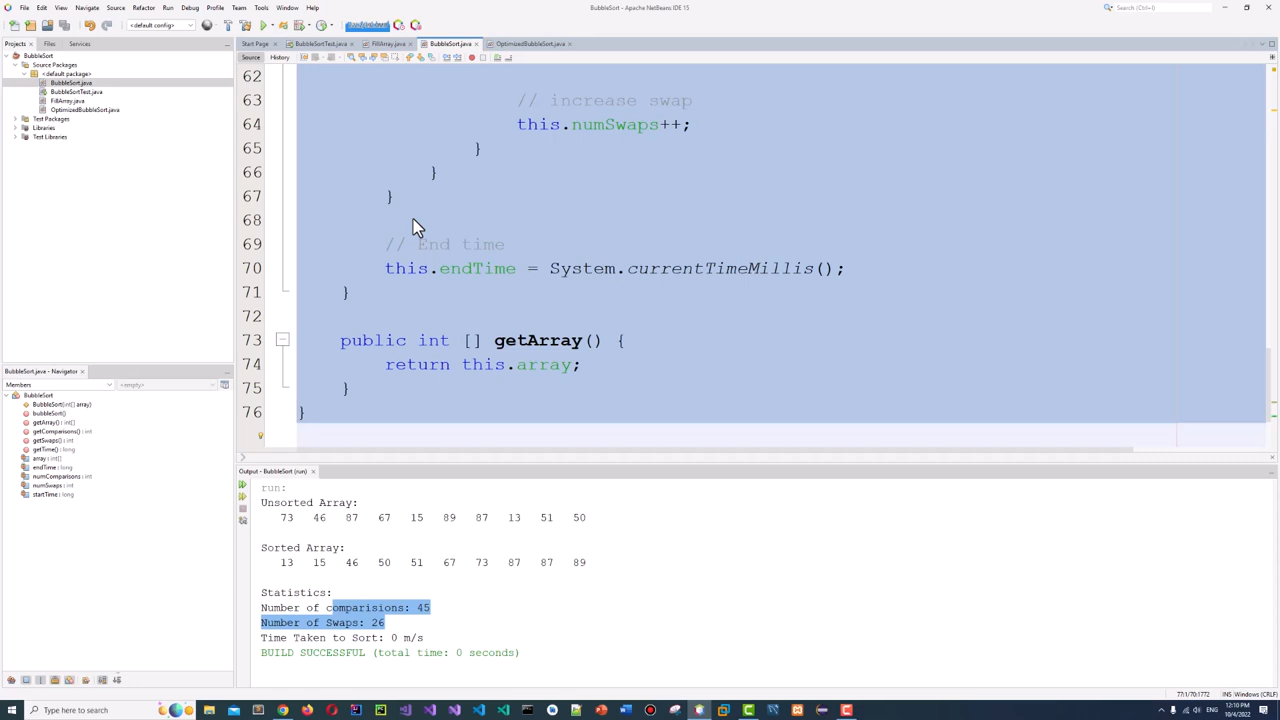 File Edit View Navigate Source Refactor Run Debug Profile Team Tools Window Help
BubbleSort - Apache NetBeans IDE 15
Search (Ctrl+I)
<default config>
Projects Files Services
Start Page BubbleSortTest.java FillArray.java BubbleSort.java OptimizedBubbleSort.java
BubbleSort
Source History
Source Packages
<default package>
BubbleSort.java
BubbleSortTest.java
FillArray.java
OptimizedBubbleSort.java
Test Packages
Libraries
Test Libraries
62
63 // increase swap
64 this.numSwaps++;
65 }
66 }
67 }
68
69 // End time
70 this.endTime = System.currentTimeMillis();
71 }
72
73 public int [] getArray() {
74 return this.array;
75 }
76 }
BubbleSort.java - Navigator
Members <empty>
BubbleSort
BubbleSort(int[] array)
bubbleSort()
getArray() : int[]
getComparisons() : int
getSwaps() : int
getTime() : long
array : int[]
endTime : long
numComparisons : int
numSwaps : int
startTime : long
Output - BubbleSort (run)
run:
Unsorted Array:
73 46 87 67 15 89 87 13 51 50
Sorted Array:
13 15 46 50 51 67 73 87 87 89
Statistics:
Number of comparisions: 45
Number of Swaps: 26
Time Taken to Sort: 0 m/s
BUILD SUCCESSFUL (total time: 0 seconds)
77:1/70:1772 INS Windows (CRLF)
Type here to search
12:10 PM
10/4/2022